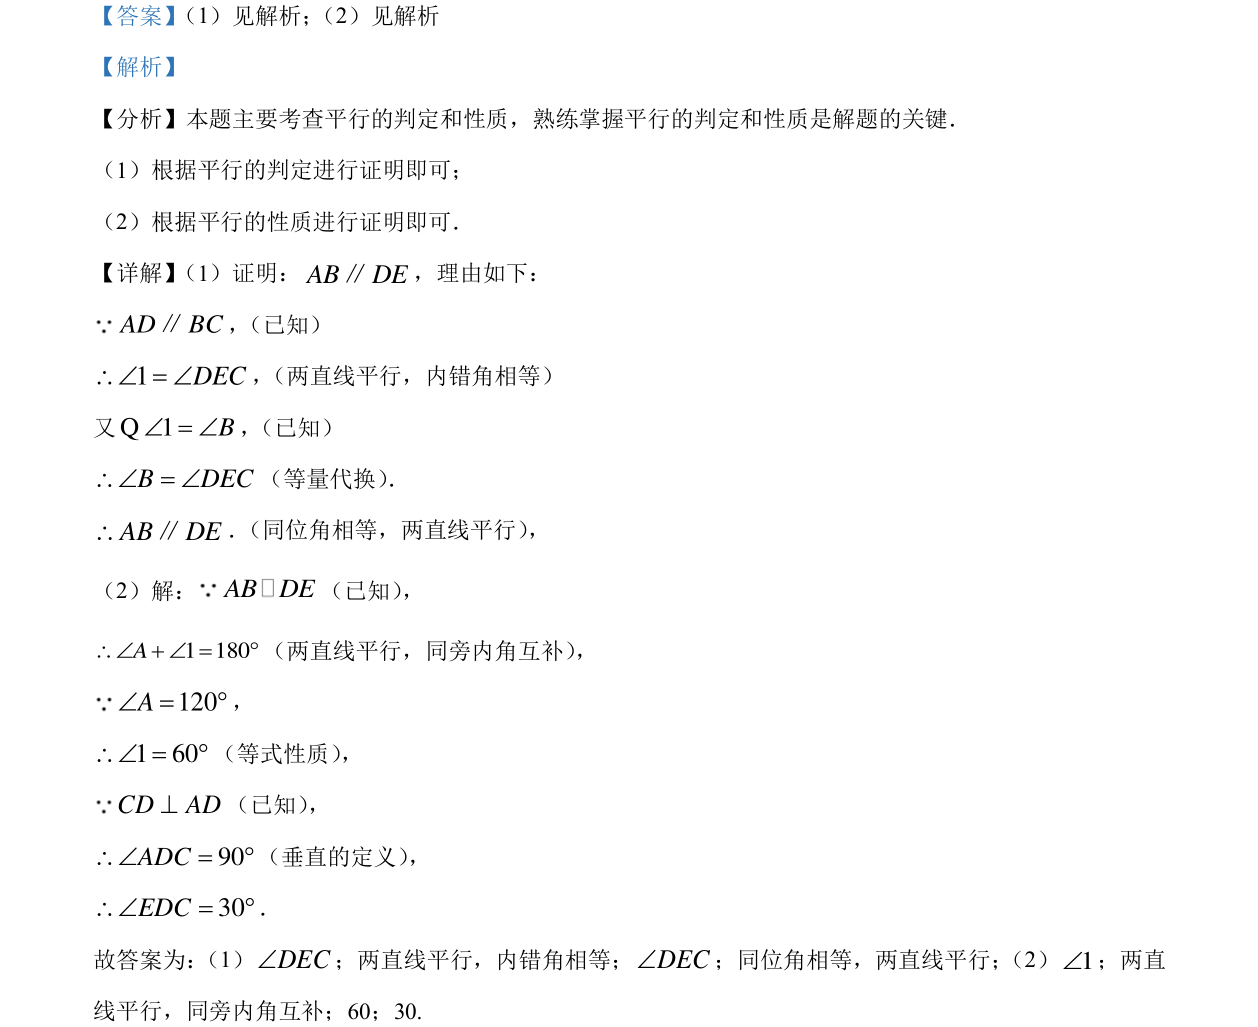 【答案】（1）见解析；（2）见解析
【解析】
【分析】本题主要考查平行的判定和性质，熟练掌握平行的判定和性质是解题的关键．
（1）根据平行的判定进行证明即可；
（2）根据平行的性质进行证明即可．
【详解】（1）证明： AB∥DE，理由如下：
∵AD∥BC，（已知）
∴∠1=∠DEC，（两直线平行，内错角相等）
又Q∠1=∠B，（已知）
∴∠B=∠DEC（等量代换）．
∴AB∥DE．（同位角相等，两直线平行），
（2）解：∵AB□DE（已知），
∴∠A+∠1=180°（两直线平行，同旁内角互补），
∵∠A=120°，
∴∠1=60°（等式性质），
∵CD⊥AD（已知），
∴∠ADC=90°（垂直的定义），
∴∠EDC=30°．
故答案为：（1）∠DEC；两直线平行，内错角相等；∠DEC；同位角相等，两直线平行；（2）∠1；两直
线平行，同旁内角互补；60；30.